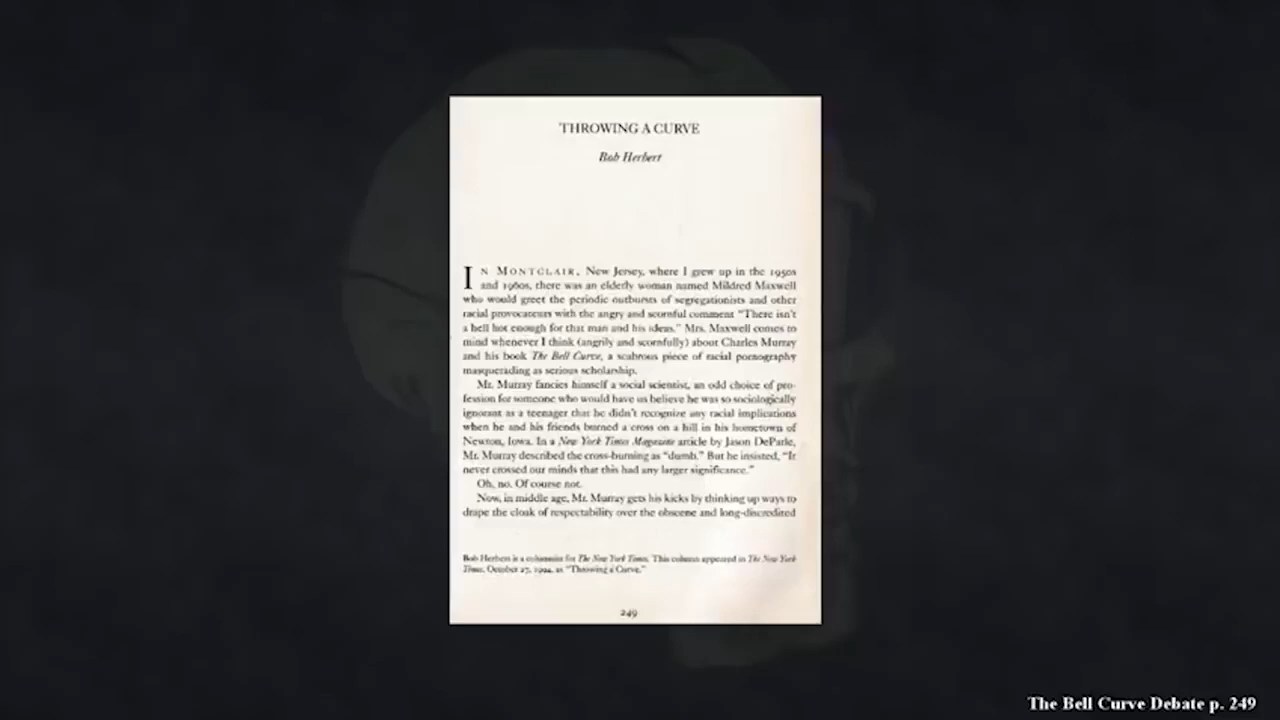 THROWING A CURVE
Bob Herbert
IN MONTCLAIR, New Jersey, where I grew up in the 1950s
and 1960s, there was an elderly woman named Mildred Maxwell
who would greet the periodic outbursts of segregationists and other
racial provocateurs with the angry and scornful comment “There isn’t
a hell hot enough for that man and his ideas.” Mrs. Maxwell comes to
mind whenever I think (angrily and scornfully) about Charles Murray
and his book The Bell Curve, a scabrous piece of racial pornography
masquerading as serious scholarship.
Mr. Murray fancies himself a social scientist, an odd choice of pro-
fession for someone who would have us believe he was so sociologically
ignorant as a teenager that he didn’t recognize any racial implications
when he and his friends burned a cross on a hill in his hometown of
Newton, Iowa. In a New York Times Magazine article by Jason DeParle,
Mr. Murray described the cross-burning as “dumb.” But he insisted, “It
never crossed our minds that this had any larger significance.”
Oh, no. Of course not.
Now, in middle age, Mr. Murray gets his kicks by thinking up ways to
drape the cloak of respectability over the obscene and long-discredited
Bob Herbert is a columnist for The New York Times. This column appeared in The New York
Times, October 27, 1994, as “Throwing a Curve.”
249
The Bell Curve Debate p. 249